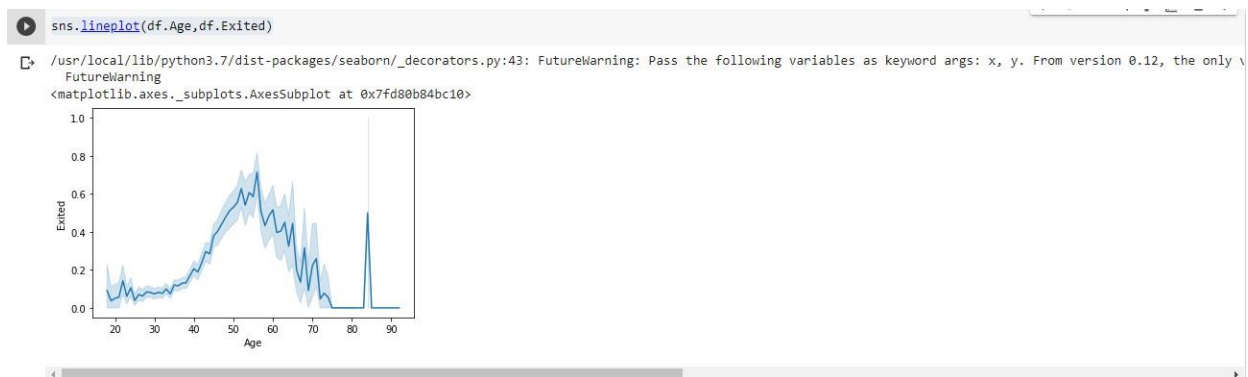 sns.lineplot(df.Age,df.Exited)
/usr/local/lib/python3.7/dist-packages/seaborn/_decorators.py:43: FutureWarning: Pass the following variables as keyword args: x, y. From version 0.12, the only
FutureWarning
<matplotlib.axes._subplots.AxesSubplot at 0x7fd80b84bc10>
1.0
0.8
0.6
0.4
0.2
0.0
Exited
20 30 40 50 60 70 80 90
Age